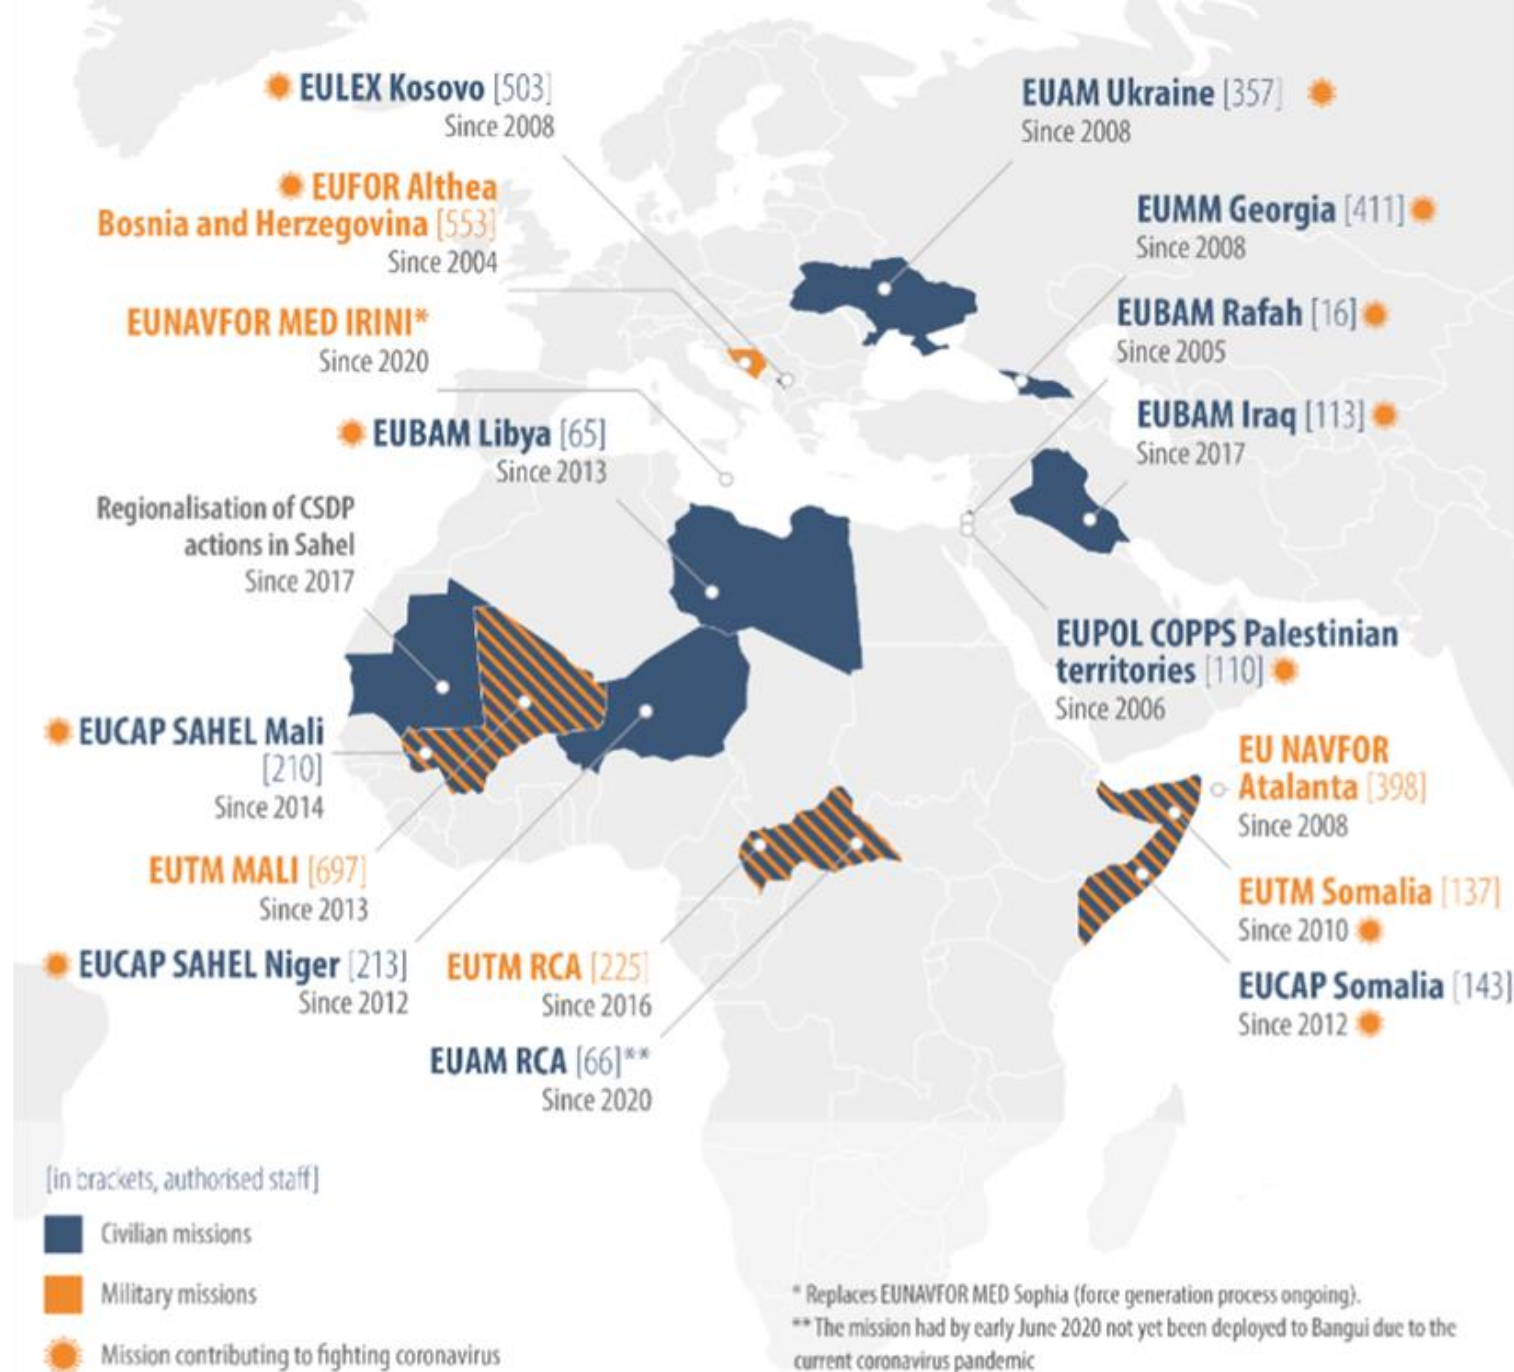 EULEX Kosovo [503]
Since 2008
EUFOR Althea
Bosnia and Herzegovina [553]
Since 2004
EUNAVFOR MED IRINI*
Since 2020
EUBAM Libya [65]
Since 2013
Regionalisation of CSDP
actions in Sahel
Since 2017
EUCAP SAHEL Mali
[210]
Since 2014
EUTM MALI [697]
Since 2013
EUCAP SAHEL Niger [213]
Since 2012
EUTM RCA [225]
Since 2016
EUAM RCA [66]**
Since 2020
EUAM Ukraine [357]
Since 2008
EUMM Georgia [411]
Since 2008
EUBAM Rafah [16]
Since 2005
EUBAM Iraq [113]
Since 2017
EUPOL COPPS Palestinian
territories [110]
Since 2006
EU NAVFOR
Atalanta [398]
Since 2008
EUTM Somalia [137]
Since 2010
EUCAP Somalia [143]
Since 2012
[in brackets, authorised staff]
Civilian missions
Military missions
Mission contributing to fighting coronavirus
* Replaces EUNAVFOR MED Sophia (force generation process ongoing).
** The mission had by early June 2020 not yet been deployed to Bangui due to the
current coronavirus pandemic